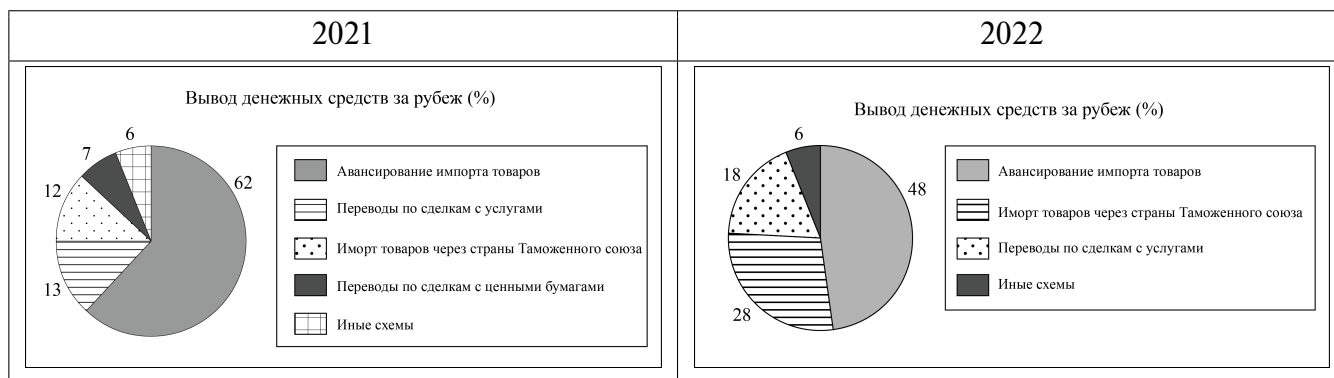 2021
2022
Вывод денежных средств за рубеж (%)
6
7
12
13
62
Авансирование импорта товаров
Переводы по сделкам с услугами
Иморт товаров через страны Таможенного союза
Переводы по сделкам с ценными бумагами
Иные схемы
Вывод денежных средств за рубеж (%)
6
18
28
48
Авансирование импорта товаров
Иморт товаров через страны Таможенного союза
Переводы по сделкам с услугами
Иные схемы